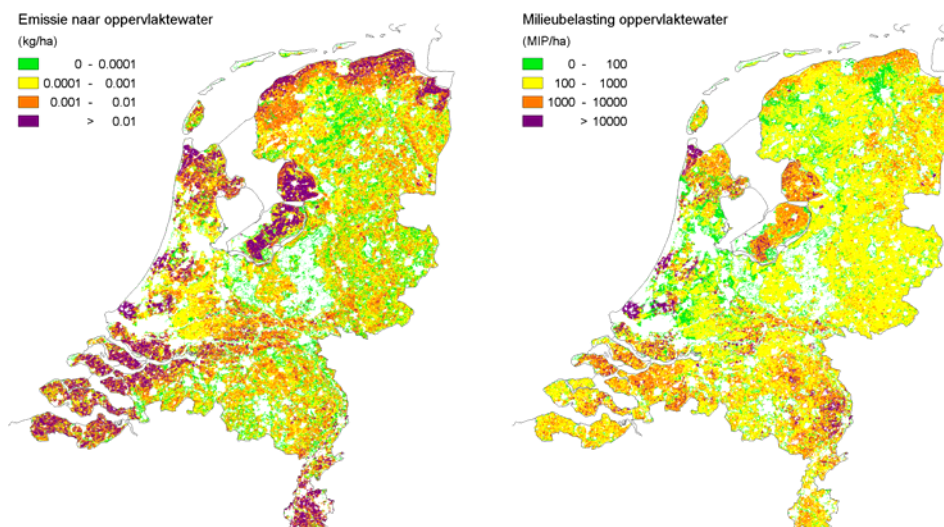 Emissie naar oppervlaktewater
(kg/ha)
0 - 0.0001
0.0001 - 0.001
0.001 - 0.01
> 0.01
Milieubelasting oppervlaktewater
(MIP/ha)
0 - 100
100 - 1000
1000 - 10000
> 10000